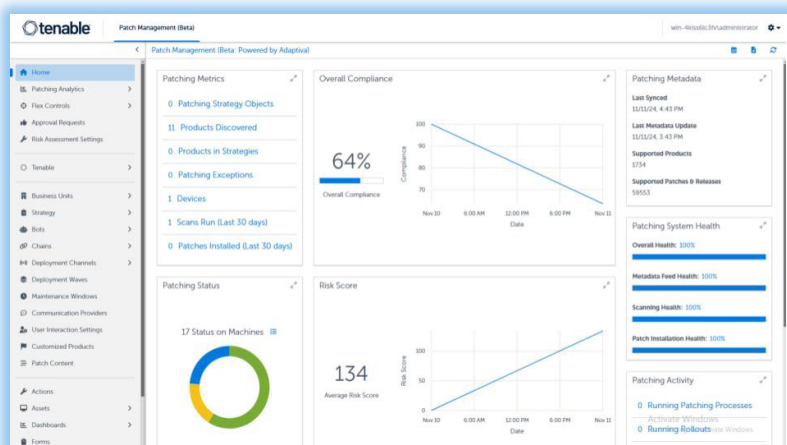 tenable
Patch Management (Beta)
Patch Management (Beta: Powered by Adaptiva)
Home
Patching Analytics
Flex Controls
Approval Requests
Risk Assessment Settings
Tenable
Business Units
Strategy
Bots
Chains
Deployment Channels
Deployment Waves
Maintenance Windows
Communication Providers
User Interaction Settings
Customized Products
Patch Content
Actions
Assets
Dashboards
Forms
Patching Metrics
0 Patching Strategy Objects
11 Products Discovered
0 Products in Strategies
0 Patching Exceptions
1 Devices
1 Scans Run (Last 30 days)
0 Patches Installed (Last 30 days)
Overall Compliance
64%
Overall Compliance
Compliance
100
90
80
70
Nov 10 6:00 AM 12:00 PM 6:00 PM Nov 11
Date
Patching Metadata
Last Synced
11/11/24, 4:43 PM
Last Metadata Update
11/11/24, 3:43 PM
Supported Products
1734
Supported Patches & Releases
59553
Patching System Health
Overall Health: 100%
Metadata Feed Health: 100%
Scanning Health: 100%
Patch Installation Health: 100%
Patching Status
17 Status on Machines
Risk Score
134
Average Risk Score
Risk Score
100
50
0
Nov 10 6:00 AM 12:00 PM 6:00 PM Nov 11
Date
Patching Activity
0 Running Patching Processes
Activate Windows
0 Running Rollouts